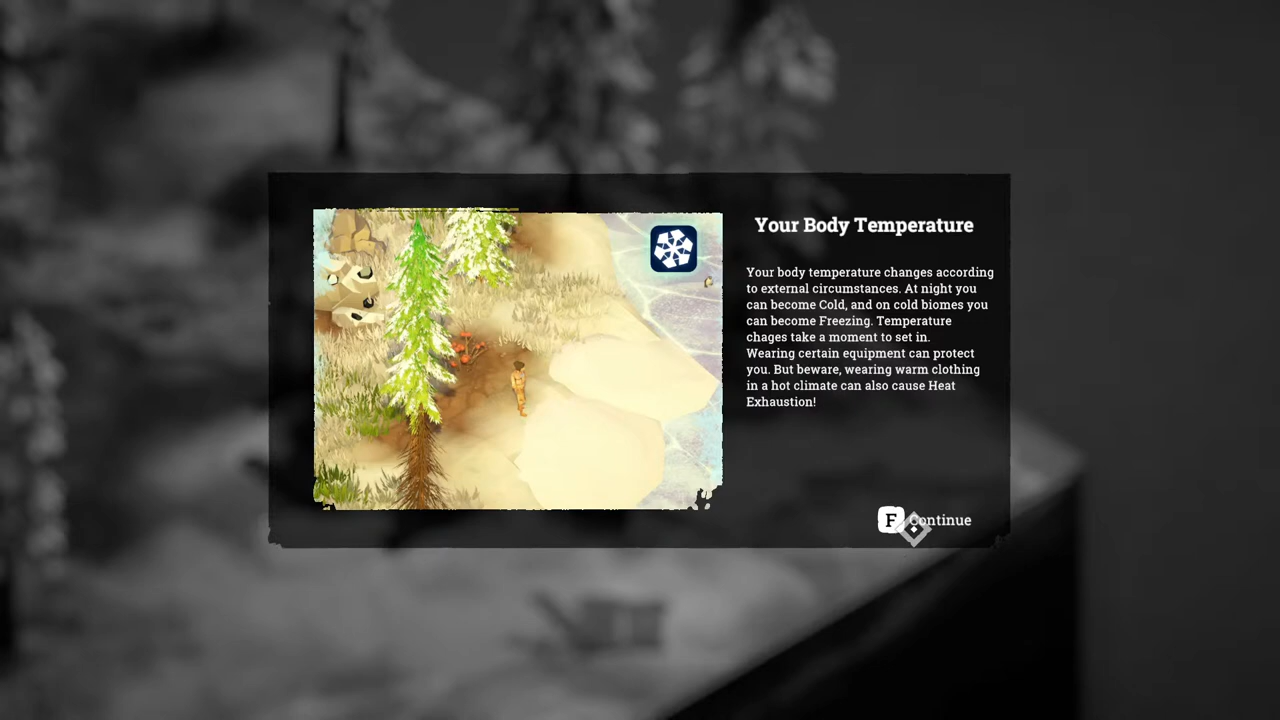 Your Body Temperature
Your body temperature changes according
to external circumstances. At night you
can become Cold, and on cold biomes you
can become Freezing. Temperature
chages take a moment to set in.
Wearing certain equipment can protect
you. But beware, wearing warm clothing
in a hot climate can also cause Heat
Exhaustion!
F Continue